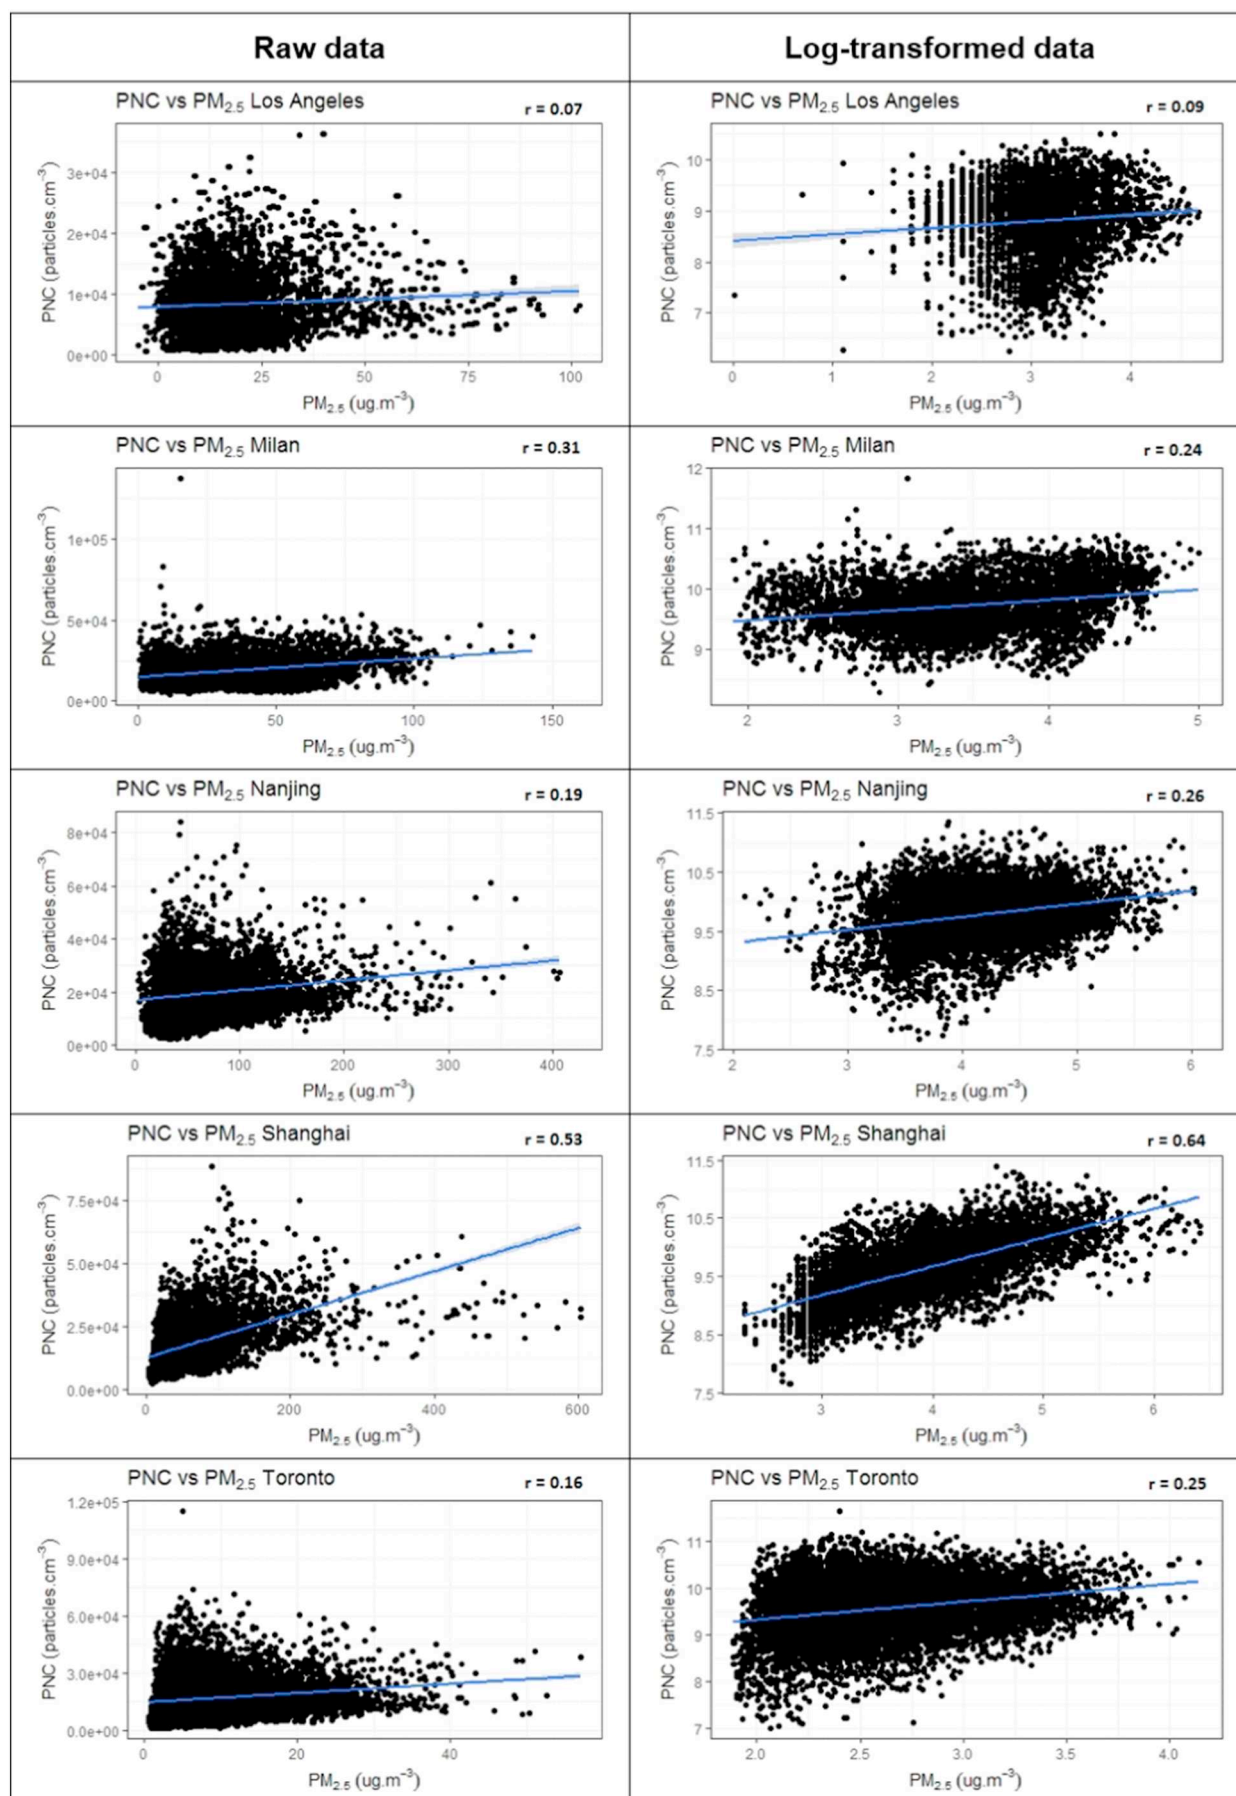 Raw data
Log-transformed data
PNC vs PM2.5 Los Angeles
r = 0.07
PNC (particles.cm−3)
3e+04
2e+04
1e+04
0e+00
0 25 50 75 100
PM2.5 (ug.m−3)
PNC vs PM2.5 Los Angeles
r = 0.09
PNC (particles.cm−3)
10
9
8
7
0 1 2 3 4
PM2.5 (ug.m−3)
PNC vs PM2.5 Milan
r = 0.31
PNC (particles.cm−3)
1e+05
5e+04
0e+00
0 50 100 150
PM2.5 (ug.m−3)
PNC vs PM2.5 Milan
r = 0.24
PNC (particles.cm−3)
12
11
10
9
2 3 4 5
PM2.5 (ug.m−3)
PNC vs PM2.5 Nanjing
r = 0.19
PNC (particles.cm−3)
8e+04
6e+04
4e+04
2e+04
0e+00
0 100 200 300 400
PM2.5 (ug.m−3)
PNC vs PM2.5 Nanjing
r = 0.26
PNC (particles.cm−3)
11.5
10.5
9.5
8.5
7.5
2 3 4 5 6
PM2.5 (ug.m−3)
PNC vs PM2.5 Shanghai
r = 0.53
PNC (particles.cm−3)
7.5e+04
5.0e+04
2.5e+04
0.0e+00
0 200 400 600
PM2.5 (ug.m−3)
PNC vs PM2.5 Shanghai
r = 0.64
PNC (particles.cm−3)
11.5
10.5
9.5
8.5
7.5
3 4 5 6
PM2.5 (ug.m−3)
PNC vs PM2.5 Toronto
r = 0.16
PNC (particles.cm−3)
1.2e+05
9.0e+04
6.0e+04
3.0e+04
0.0e+00
0 20 40
PM2.5 (ug.m−3)
PNC vs PM2.5 Toronto
r = 0.25
PNC (particles.cm−3)
11
10
9
8
7
2.0 2.5 3.0 3.5 4.0
PM2.5 (ug.m−3)